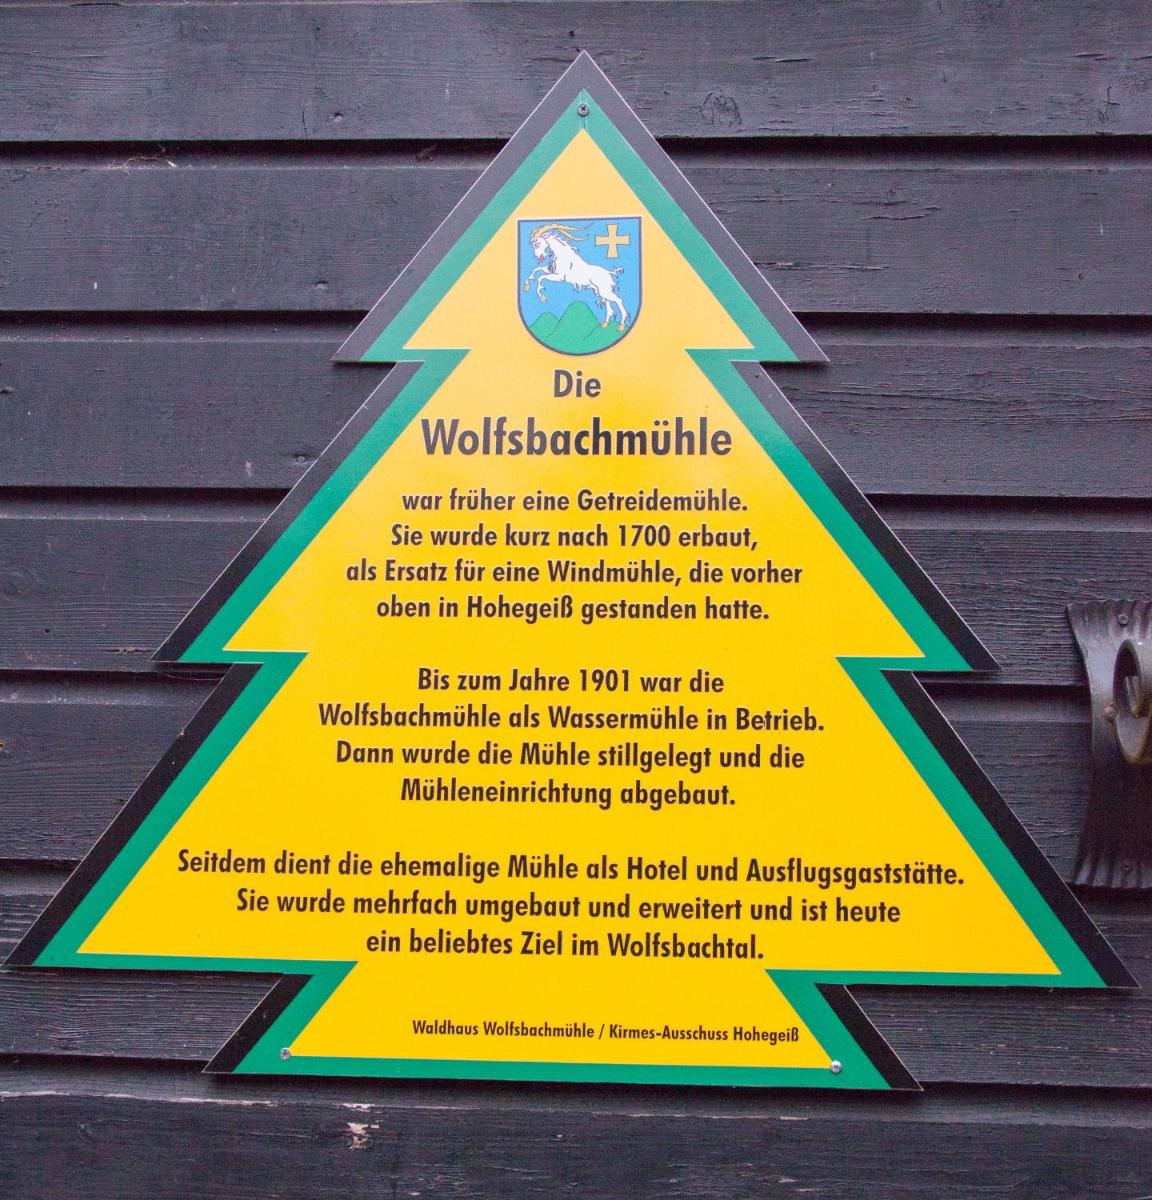 Die
Wolfsbachmühle
war früher eine Getreidemühle.
Sie wurde kurz nach 1700 erbaut,
als Ersatz für eine Windmühle, die vorher
oben in Hohegeiß gestanden hatte.
Bis zum Jahre 1901 war die
Wolfsbachmühle als Wassermühle in Betrieb.
Dann wurde die Mühle stillgelegt und die
Mühleneinrichtung abgebaut.
Seitdem dient die ehemalige Mühle als Hotel und Ausflugsgaststätte.
Sie wurde mehrfach umgebaut und erweitert und ist heute
ein beliebtes Ziel im Wolfsbachtal.
Waldhaus Wolfsbachmühle / Kirmes-Ausschuss Hohegeiß